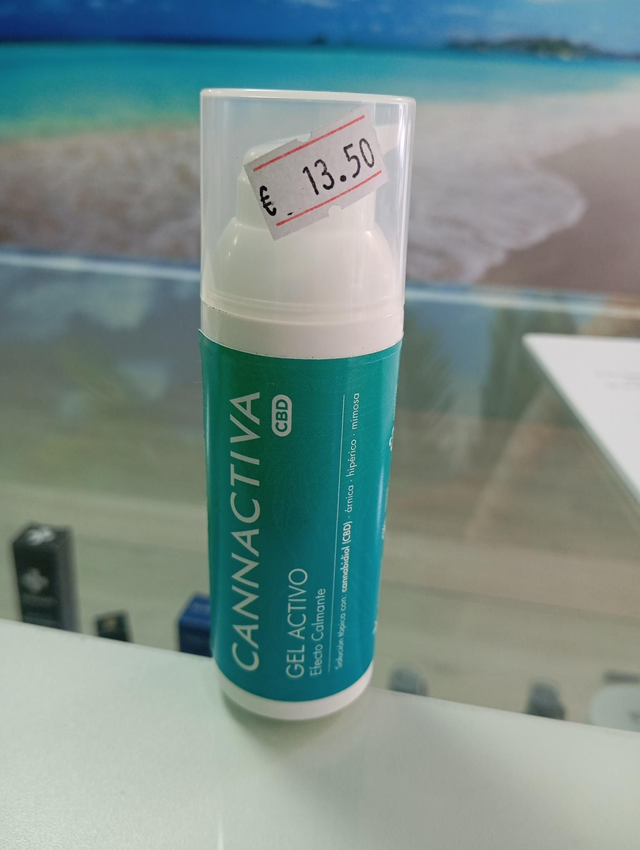 € 13.50
CANNACTIVA CBD
GEL ACTIVO
Efecto Calmante
Solución tópica con: cannabidiol (CBD) · árnica · hipérico · mimosa